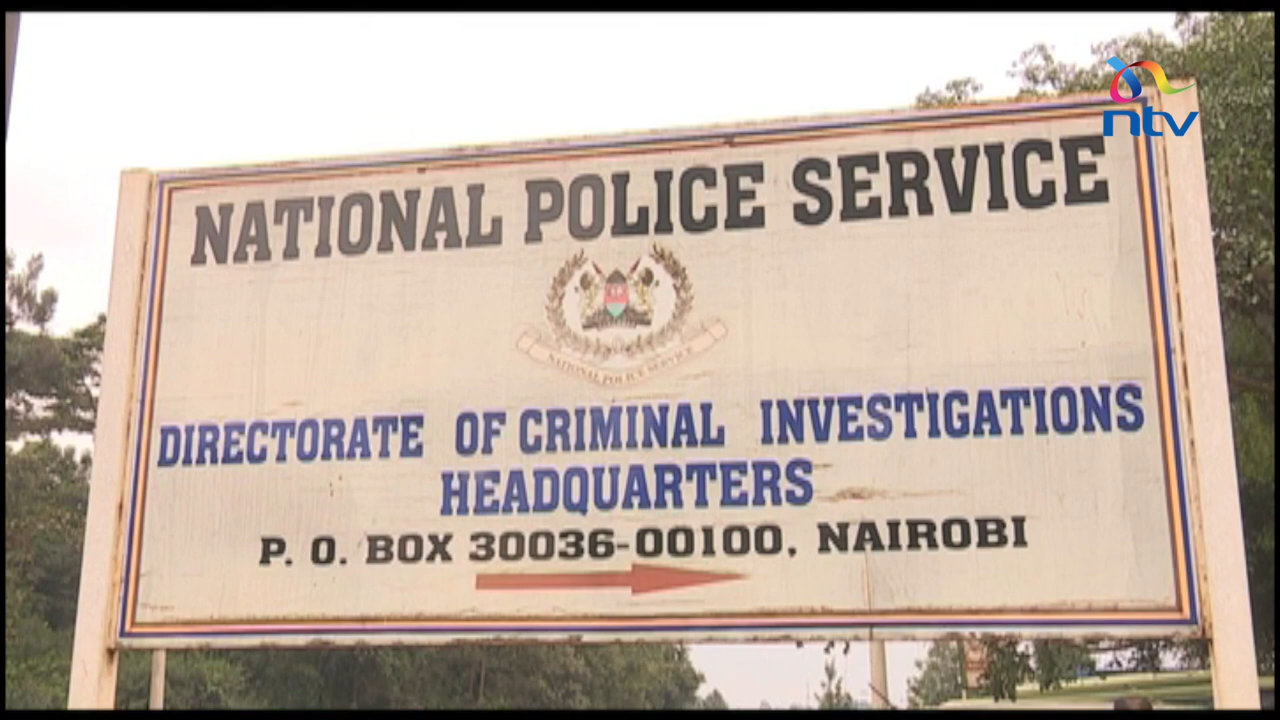 ntv
NATIONAL POLICE SERVICE
NATIONAL POLICE SERVICE
DIRECTORATE OF CRIMINAL INVESTIGATIONS
HEADQUARTERS
P. O. BOX 30036-00100, NAIROBI